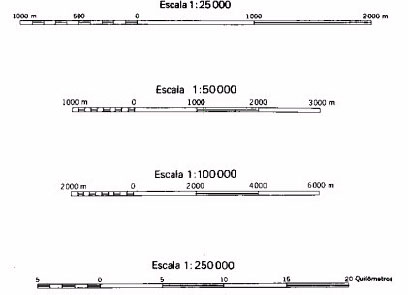 Escala 1:25 000
1000 m 500 0 1000 2000 m
Escala 1:50 000
1000 m 0 1000 2000 3000 m
Escala 1:100 000
2000 m 0 2000 4000 6000 m
Escala 1:250 000
5 0 5 10 15 20 Quilómetros